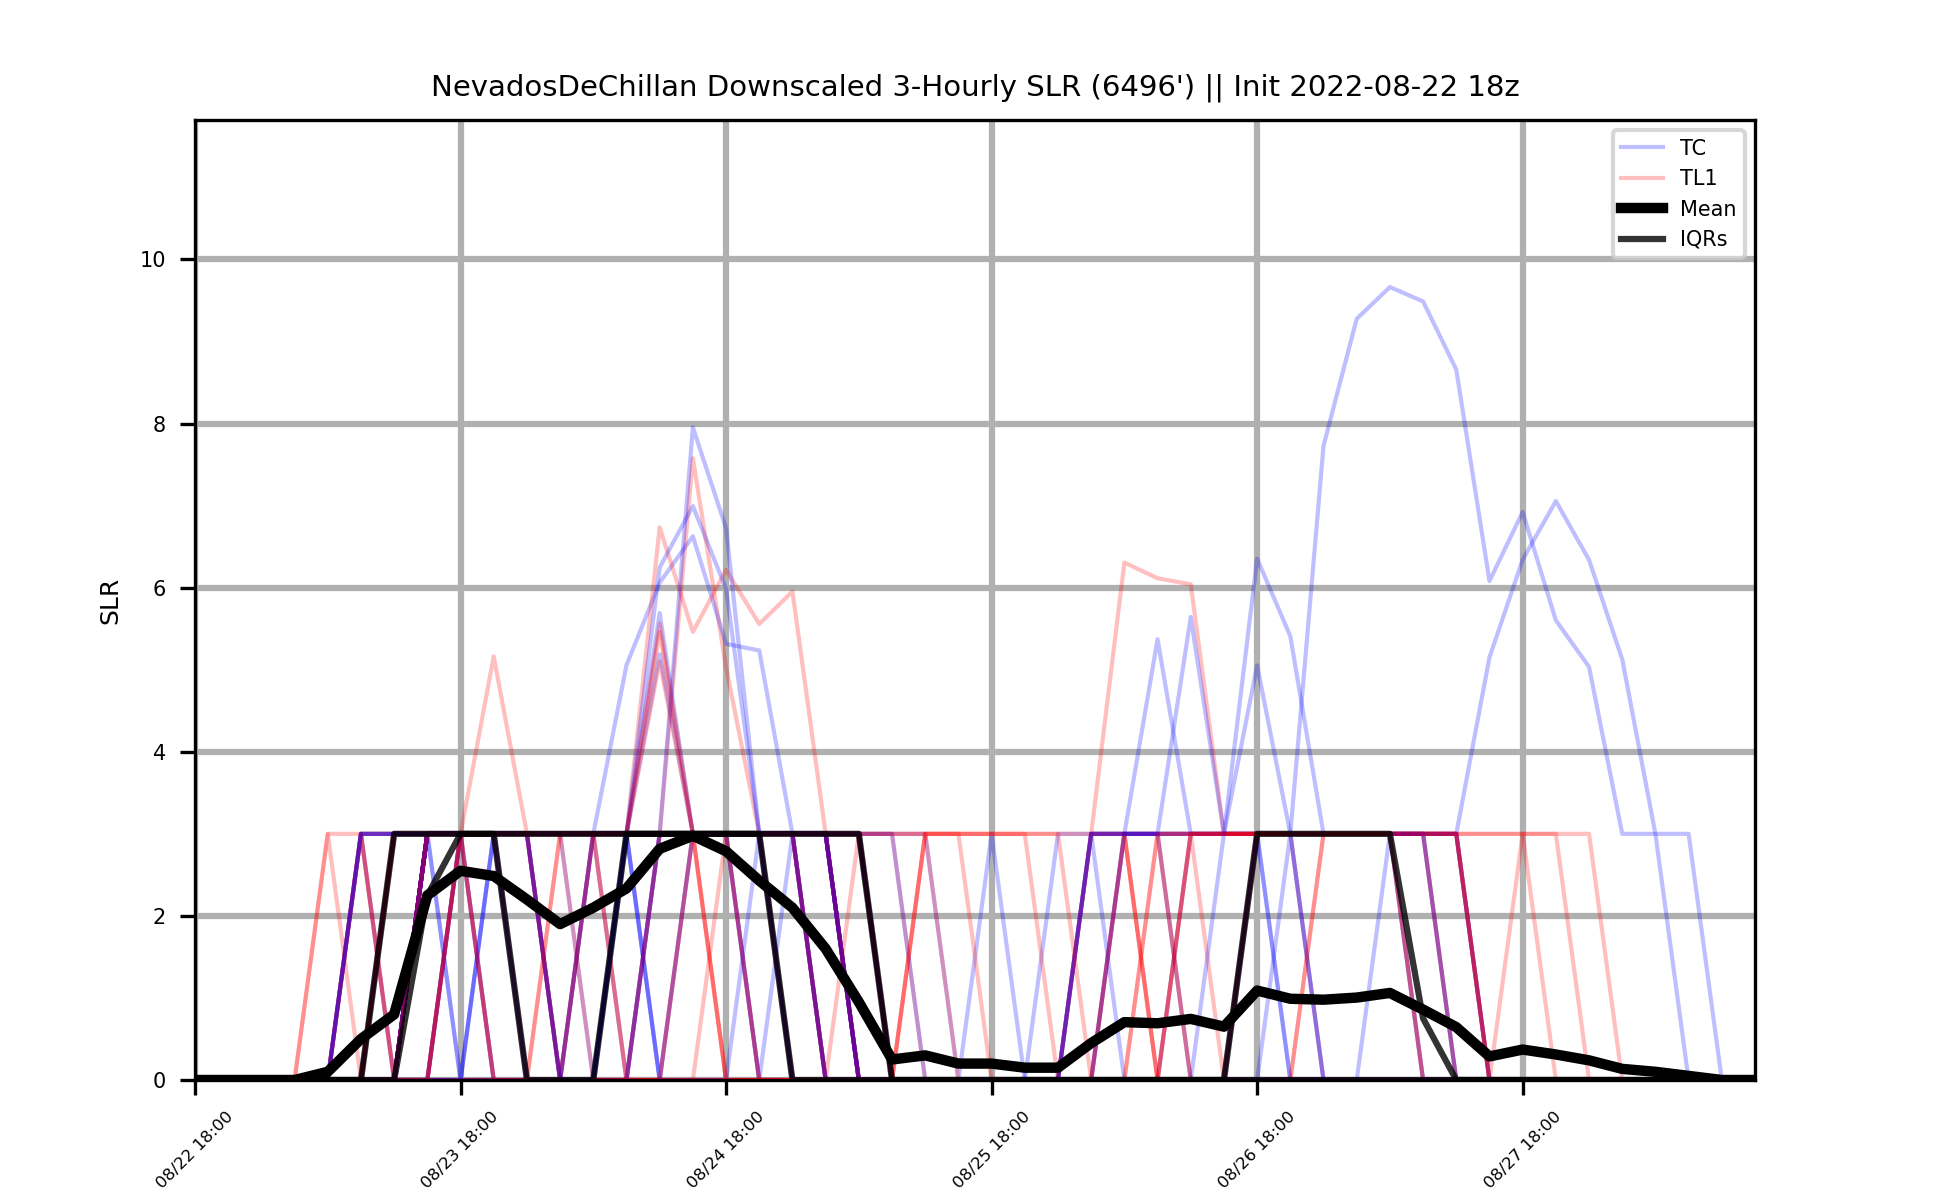 NevadosDeChillan Downscaled 3-Hourly SLR (6496') || Init 2022-08-22 18z
TC
TL1
Mean
IQRs
SLR
10
8
6
4
2
0
08/22 18:00
08/23 18:00
08/24 18:00
08/25 18:00
08/26 18:00
08/27 18:00